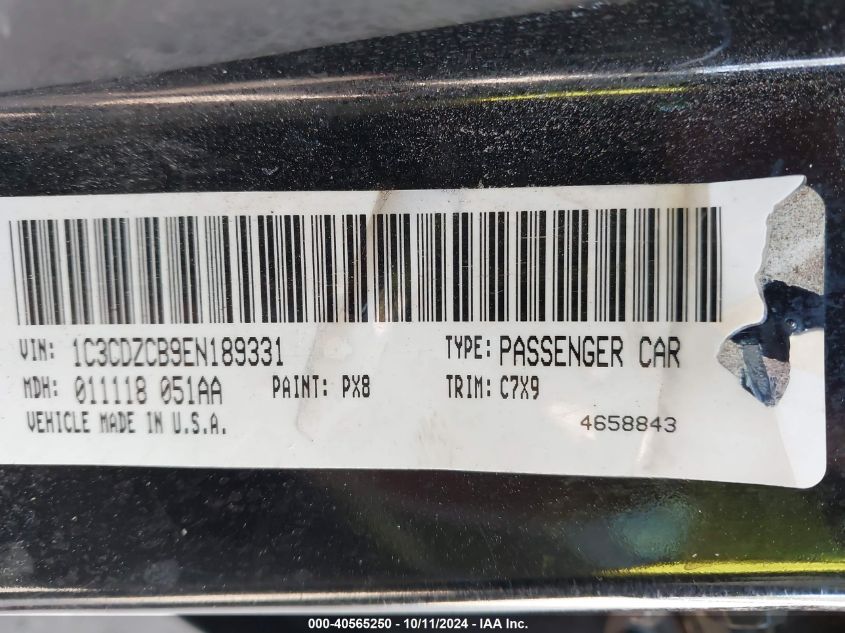 VIN: 1C3CDZCB9EN189331 TYPE: PASSENGER CAR
MDH: 011118 051AA PAINT: PX8 TRIM: C7X9
VEHICLE MADE IN U.S.A. 4658843
000-40565250 - 10/11/2024 - IAA Inc.